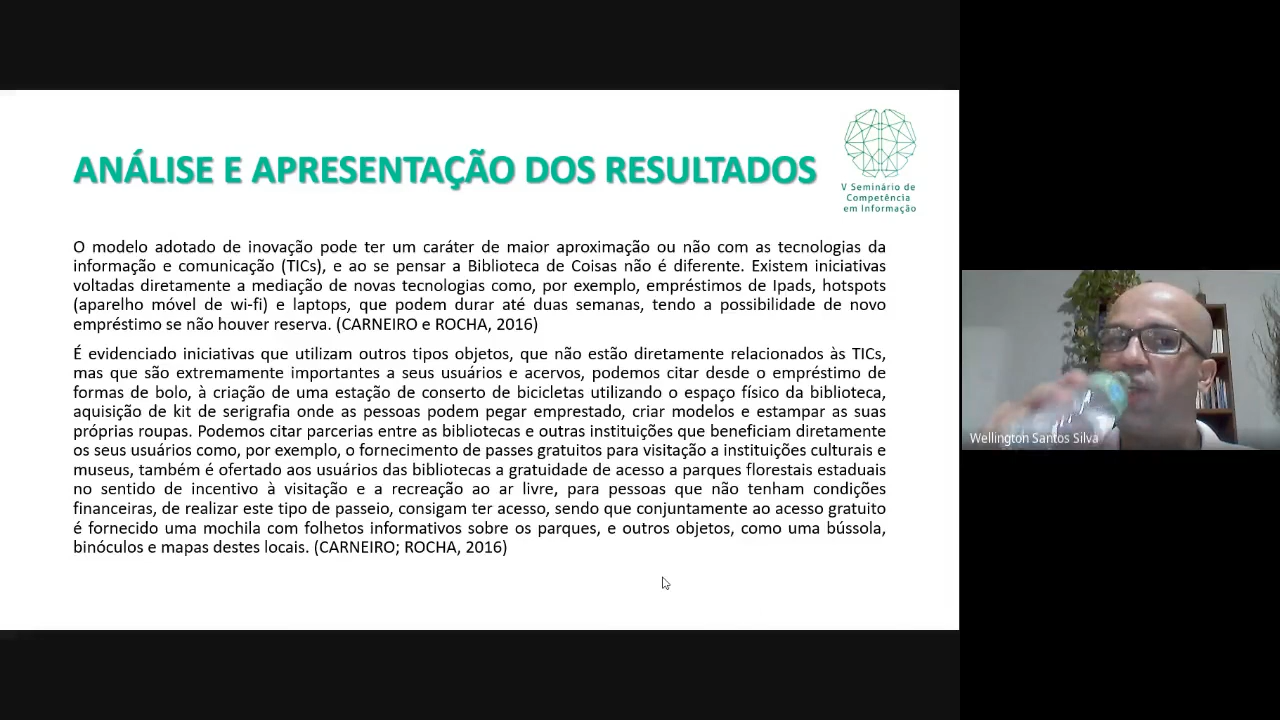 ANÁLISE E APRESENTAÇÃO DOS RESULTADOS
V Seminário de
Competência
em Informação
O modelo adotado de inovação pode ter um caráter de maior aproximação ou não com as tecnologias da
informação e comunicação (TICs), e ao se pensar a Biblioteca de Coisas não é diferente. Existem iniciativas
voltadas diretamente a mediação de novas tecnologias como, por exemplo, empréstimos de Ipads, hotspots
(aparelho móvel de wi-fi) e laptops, que podem durar até duas semanas, tendo a possibilidade de novo
empréstimo se não houver reserva. (CARNEIRO e ROCHA, 2016)
É evidenciado iniciativas que utilizam outros tipos objetos, que não estão diretamente relacionados às TICs,
mas que são extremamente importantes a seus usuários e acervos, podemos citar desde o empréstimo de
formas de bolo, à criação de uma estação de conserto de bicicletas utilizando o espaço físico da biblioteca,
aquisição de kit de serigrafia onde as pessoas podem pegar emprestado, criar modelos e estampar as suas
próprias roupas. Podemos citar parcerias entre as bibliotecas e outras instituições que beneficiam diretamente
os seus usuários como, por exemplo, o fornecimento de passes gratuitos para visitação a instituições culturais e
museus, também é ofertado aos usuários das bibliotecas a gratuidade de acesso a parques florestais estaduais
no sentido de incentivo à visitação e a recreação ao ar livre, para pessoas que não tenham condições
financeiras, de realizar este tipo de passeio, consigam ter acesso, sendo que conjuntamente ao acesso gratuito
é fornecido uma mochila com folhetos informativos sobre os parques, e outros objetos, como uma bússola,
binóculos e mapas destes locais. (CARNEIRO; ROCHA, 2016)
Wellington Santos Silva